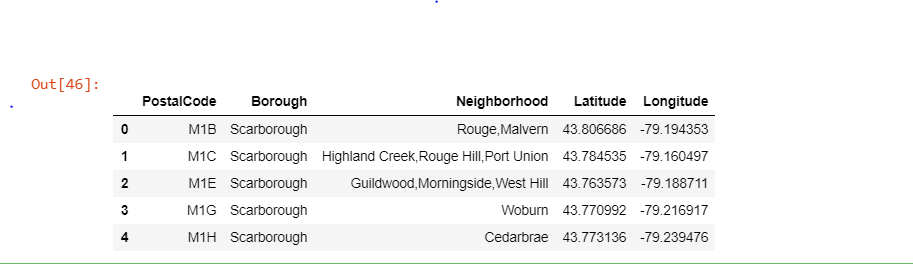 Out[46]:
PostalCode Borough Neighborhood Latitude Longitude
0 M1B Scarborough Rouge,Malvern 43.806686 -79.194353
1 M1C Scarborough Highland Creek,Rouge Hill,Port Union 43.784535 -79.160497
2 M1E Scarborough Guildwood,Morningside,West Hill 43.763573 -79.188711
3 M1G Scarborough Woburn 43.770992 -79.216917
4 M1H Scarborough Cedarbrae 43.773136 -79.239476